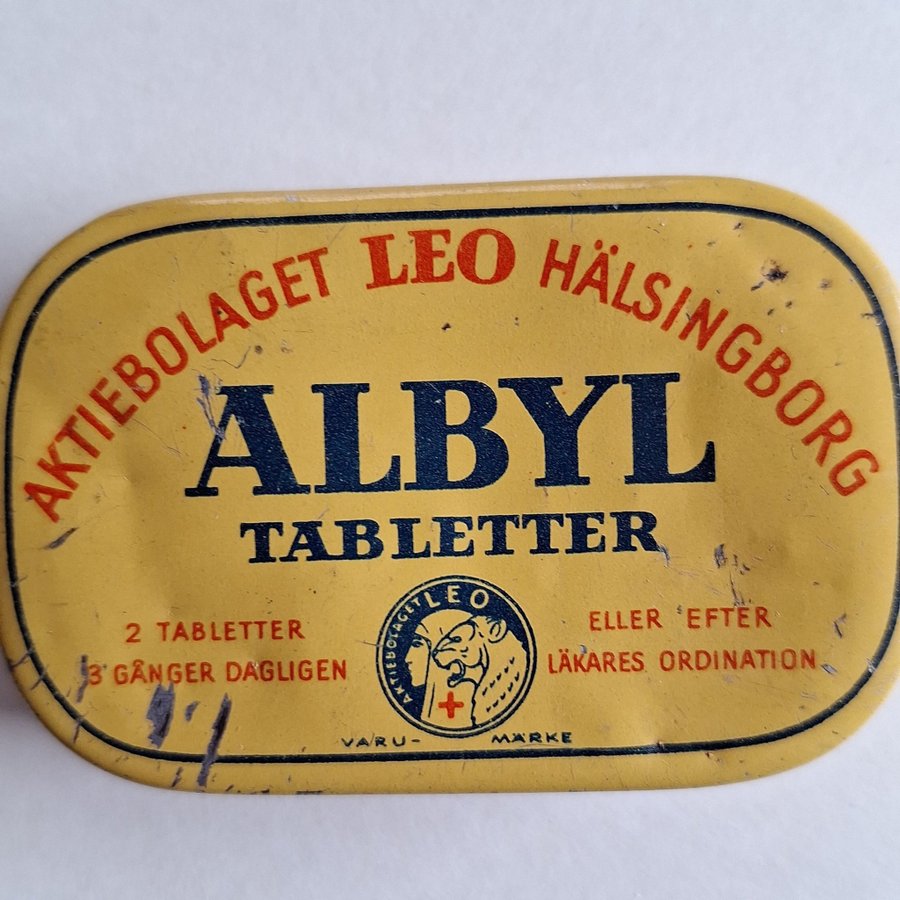 AKTIEBOLAGET LEO HÄLSINGBORG
ALBYL
TABLETTER
2 TABLETTER
3 GÅNGER DAGLIGEN
ELLER EFTER
LÄKARES ORDINATION
AKTIEBOLAGET LEO
VARU- MÄRKE